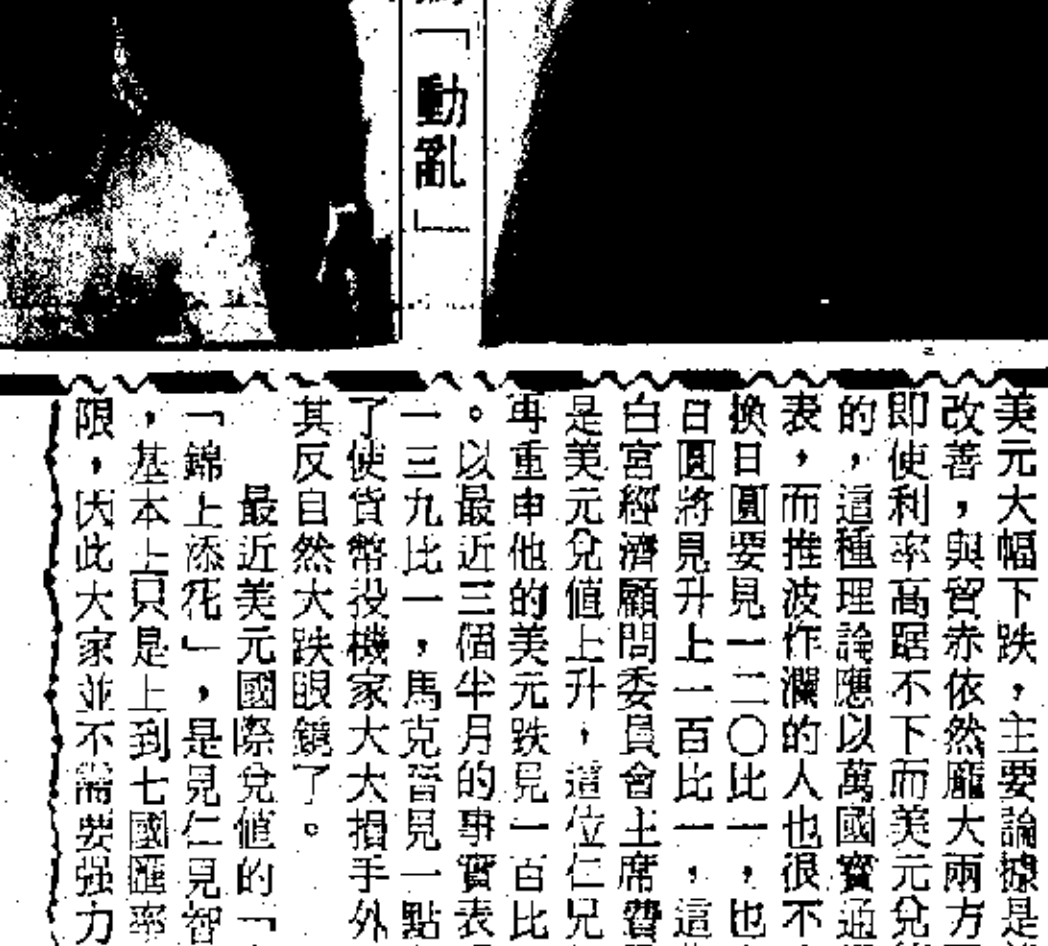 「動亂」
美元大幅下跌，主要論據是
改善，與貿赤依然龐大兩方
即使利率高踞不下而美元兌
的，這種理論應以萬國寶通
表，而推波作瀾的人也很不
換日圓要見一二〇比一，也
日圓將見升上一百比一，這
白宮經濟顧問委員會主席費
是美元兌值上升，這位仁兄
再重申他的美元跌見一百比
。以最近三個半月的事實表
一三九比一，馬克晉見一點
了使貨幣投機家大大損手外
其反自然大跌眼鏡了。
最近美元國際兌值的「
「錦上添花」，是見仁見智
，基本上只是上到七國匯率
限，因此大家並不需要强力